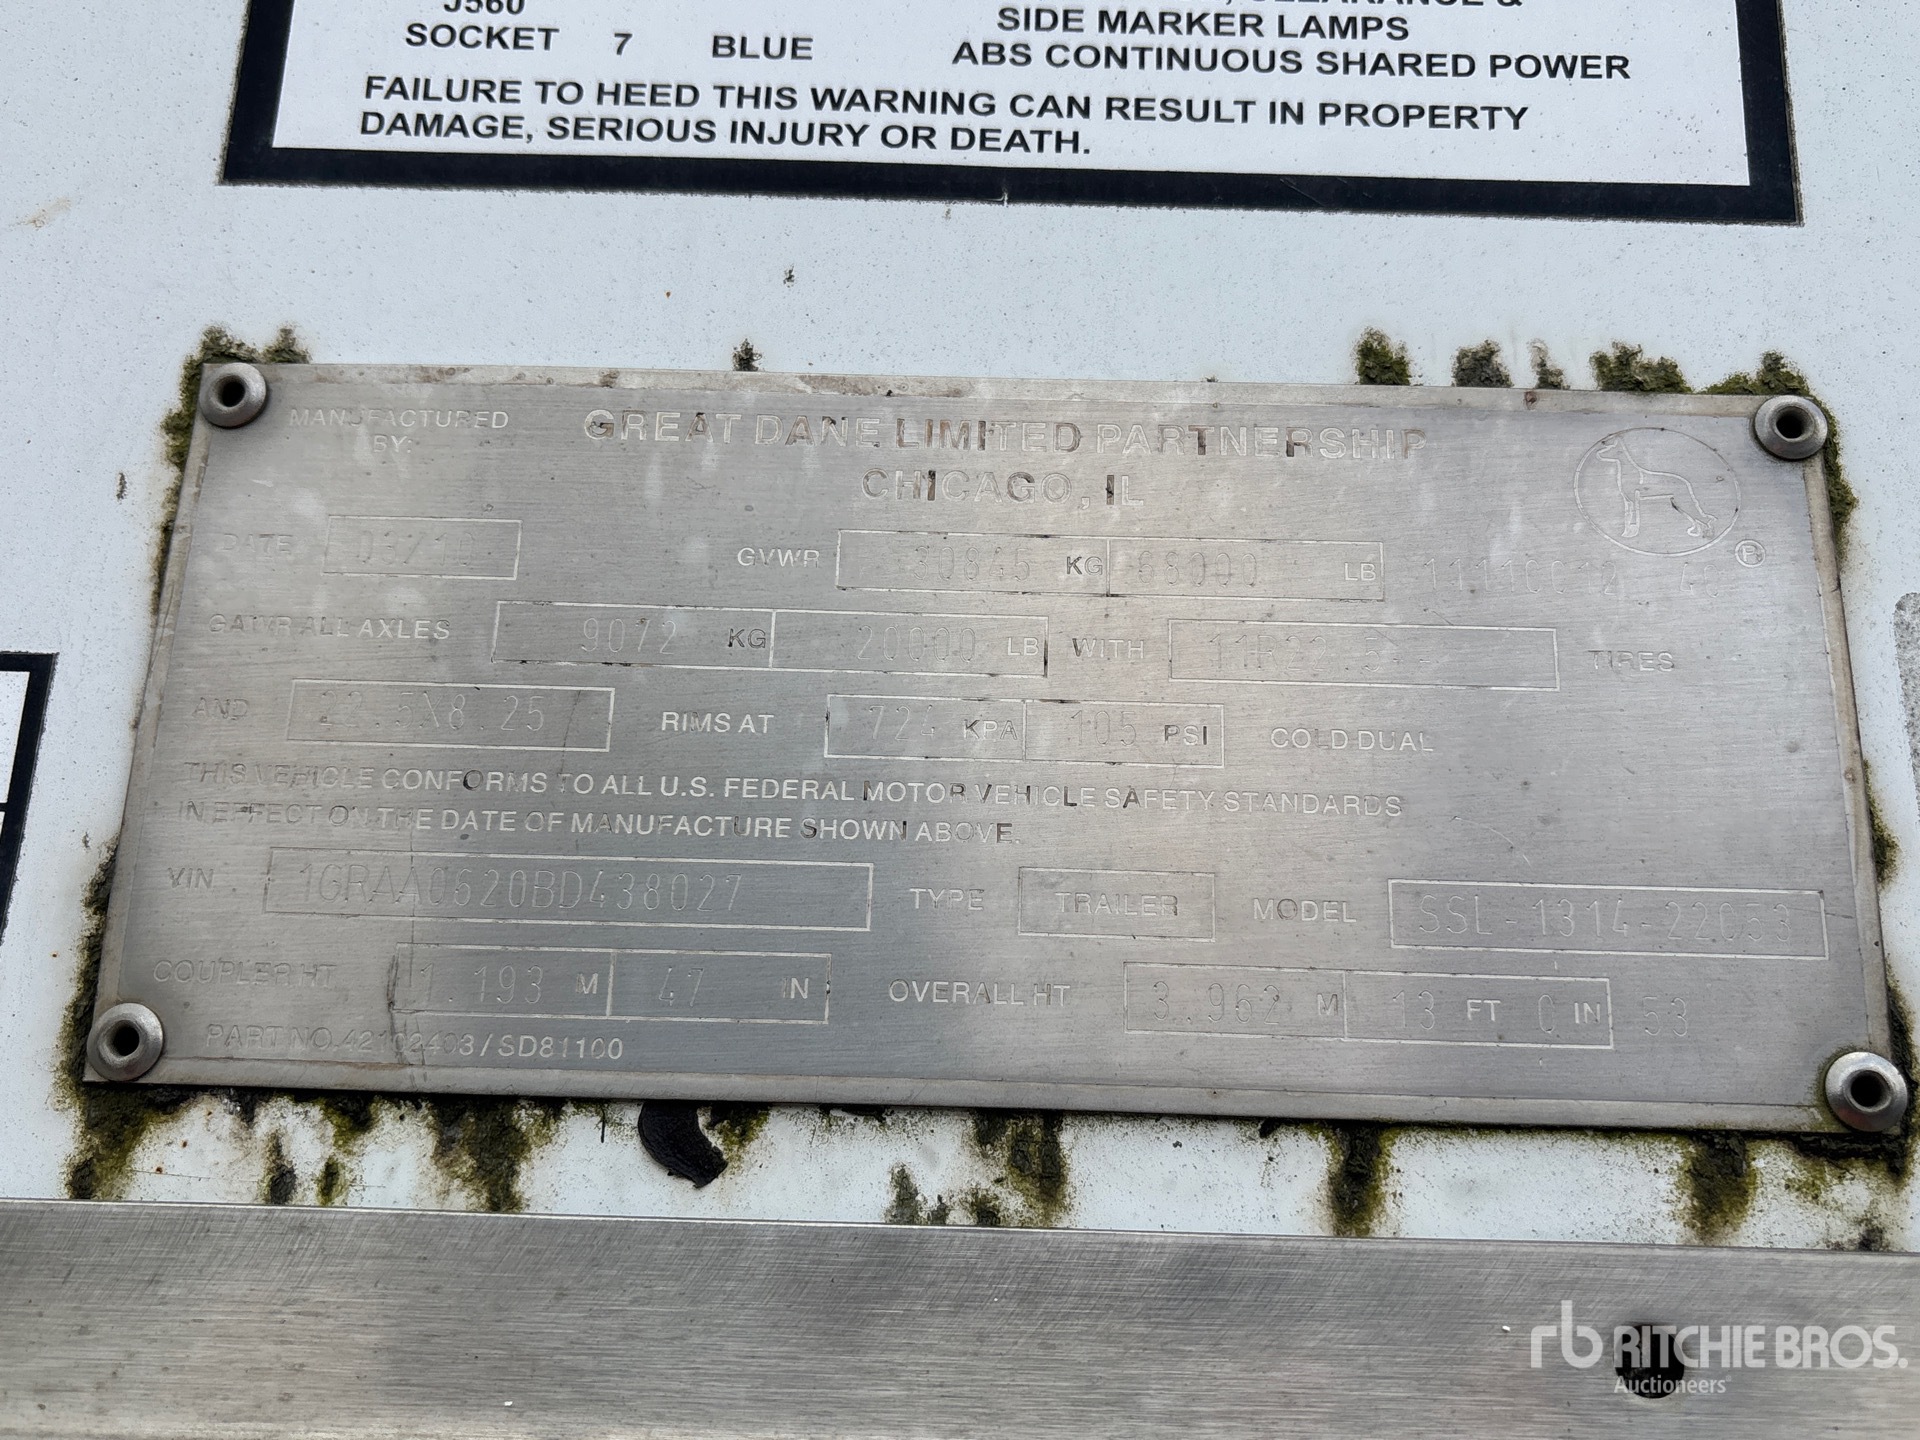 J560
SIDE MARKER LAMPS
SOCKET 7 BLUE ABS CONTINUOUS SHARED POWER
FAILURE TO HEED THIS WARNING CAN RESULT IN PROPERTY
DAMAGE, SERIOUS INJURY OR DEATH.
MANUFACTURED BY: GREAT DANE LIMITED PARTNERSHIP
CHICAGO, IL
DATE GVWR 30845 KG 68000 LB
GAWR ALL AXLES 9072 KG 20000 LB WITH 11R22.5 TIRES
AND 22.5X8.25 RIMS AT 724 KPA 105 PSI COLD DUAL
THIS VEHICLE CONFORMS TO ALL U.S. FEDERAL MOTOR VEHICLE SAFETY STANDARDS
IN EFFECT ON THE DATE OF MANUFACTURE SHOWN ABOVE.
VIN 1GRAA0620BD438027 TYPE TRAILER MODEL SSL-1314-22053
COUPLER HT 1.193 M 47 IN OVERALL HT 3.962 M 13 FT 0 IN 53
PART NO. 42102403/SD81100
rb RITCHIE BROS.
Auctioneers